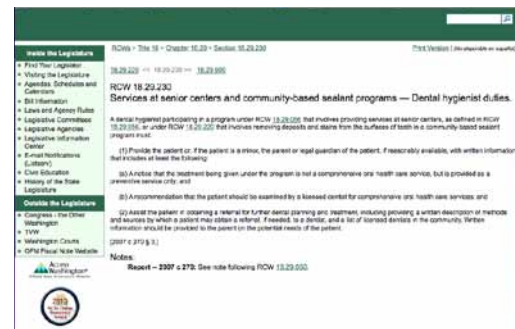 RCWs > Title 18 > Chapter 18.29 > Section 18.29.230
Print Version
18.29.220 << 18.29.230 >> 18.29.900
RCW 18.29.230
Services at senior centers and community-based sealant programs — Dental hygienist duties.
A dental hygienist participating in a program under RCW 18.29.056 that involves providing services at senior centers, as defined in RCW
18.29.056, or under RCW 18.29.220 that involves removing deposits and stains from the surfaces of teeth in a community-based sealant
program must:
(1) Provide the patient or, if the patient is a minor, the parent or legal guardian of the patient, if reasonably available, with written information
that includes at least the following:
(a) A notice that the treatment being given under the program is not a comprehensive oral health care service, but is provided as a
preventive service only; and
(b) A recommendation that the patient should be examined by a licensed dentist for comprehensive oral health care services; and
(2) Assist the patient in obtaining a referral for further dental planning and treatment, including providing a written description of methods
and sources by which a patient may obtain a referral, if needed, to a dentist, and a list of licensed dentists in the community. Written
information should be provided to the parent on the potential needs of the patient.
[2007 c 270 § 3.]
Notes:
Report -- 2007 c 270: See note following RCW 18.29.050.
Inside the Legislature
Find Your Legislator
Visiting the Legislature
Agendas, Schedules and
Calendars
Bill Information
Laws and Agency Rules
Legislative Committees
Legislative Agencies
Legislative Information
Center
E-mail Notifications
(Listserv)
Civic Education
History of the State
Legislature
Outside the Legislature
Congress - the Other
Washington
TVW
Washington Courts
OFM Fiscal Note Website
Access
Washington